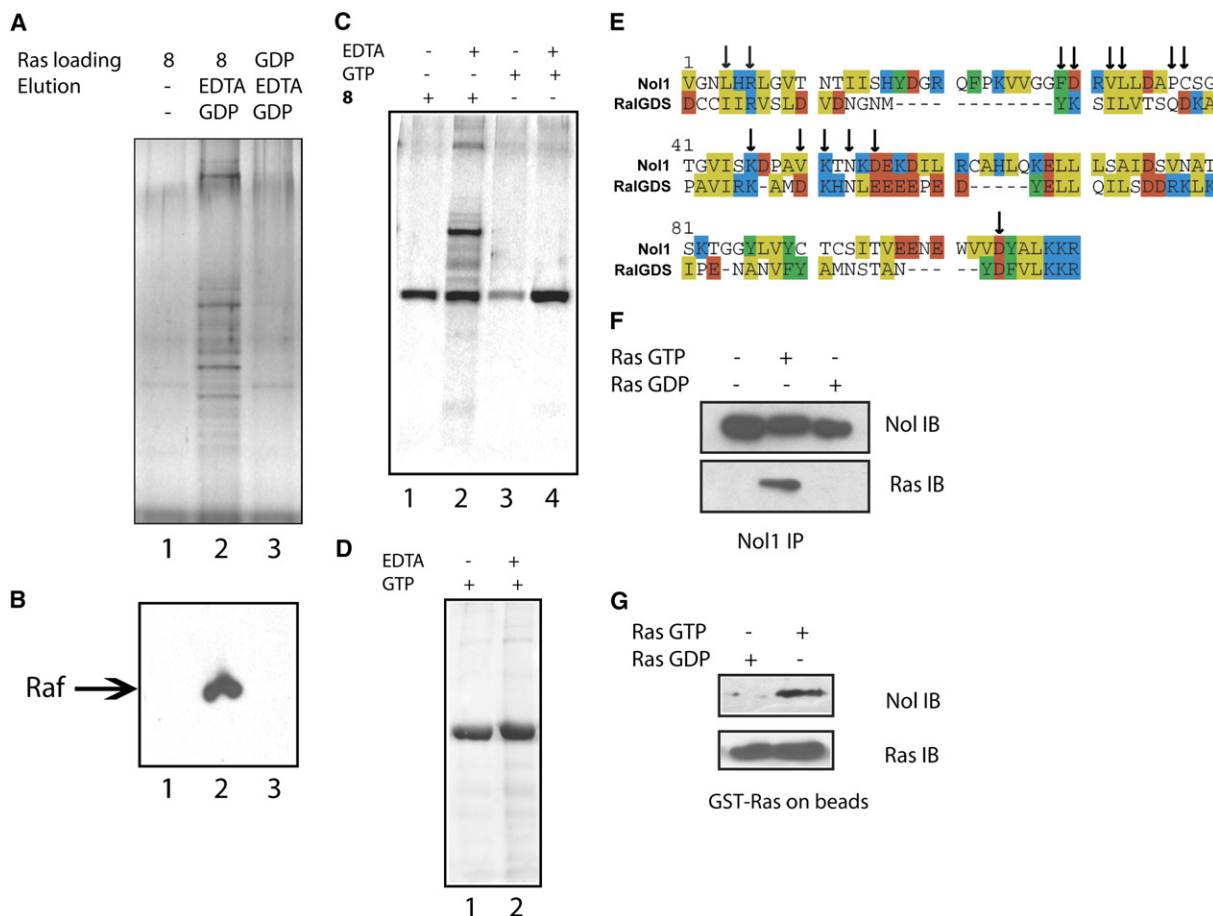 A
Ras loading 8 8 GDP
Elution - EDTA EDTA
- GDP GDP
1 2 3
B
Raf
1 2 3
C
EDTA - + - +
GTP - - + +
8 + + - -
1 2 3 4
D
EDTA - +
GTP + +
1 2
E
1
Nol1 VGNLHRLGVT NTIISHYDGR QFPKVVGGFD RVLLDAPCSG
RalGDS DCCIIRVSLD VDNGNM---- --------YK SILVTSQDKA
41
Nol1 TGVISKDPAV KTNKDEKDIL RCAHLQKELL LSAIDSVNAT
RalGDS PAVIRK-AMD KHNLEEEEPE D-----YELL QILSDDRKLK
81
Nol1 SKTGGYLVYC TCSITVEENE WVVDYALKKR
RalGDS IPE-NANVFY AMNSTAN--- --YDFVLKKR
F
Ras GTP - + -
Ras GDP - - +
Nol IB
Ras IB
Nol1 IP
G
Ras GTP - +
Ras GDP + -
Nol IB
Ras IB
GST-Ras on beads